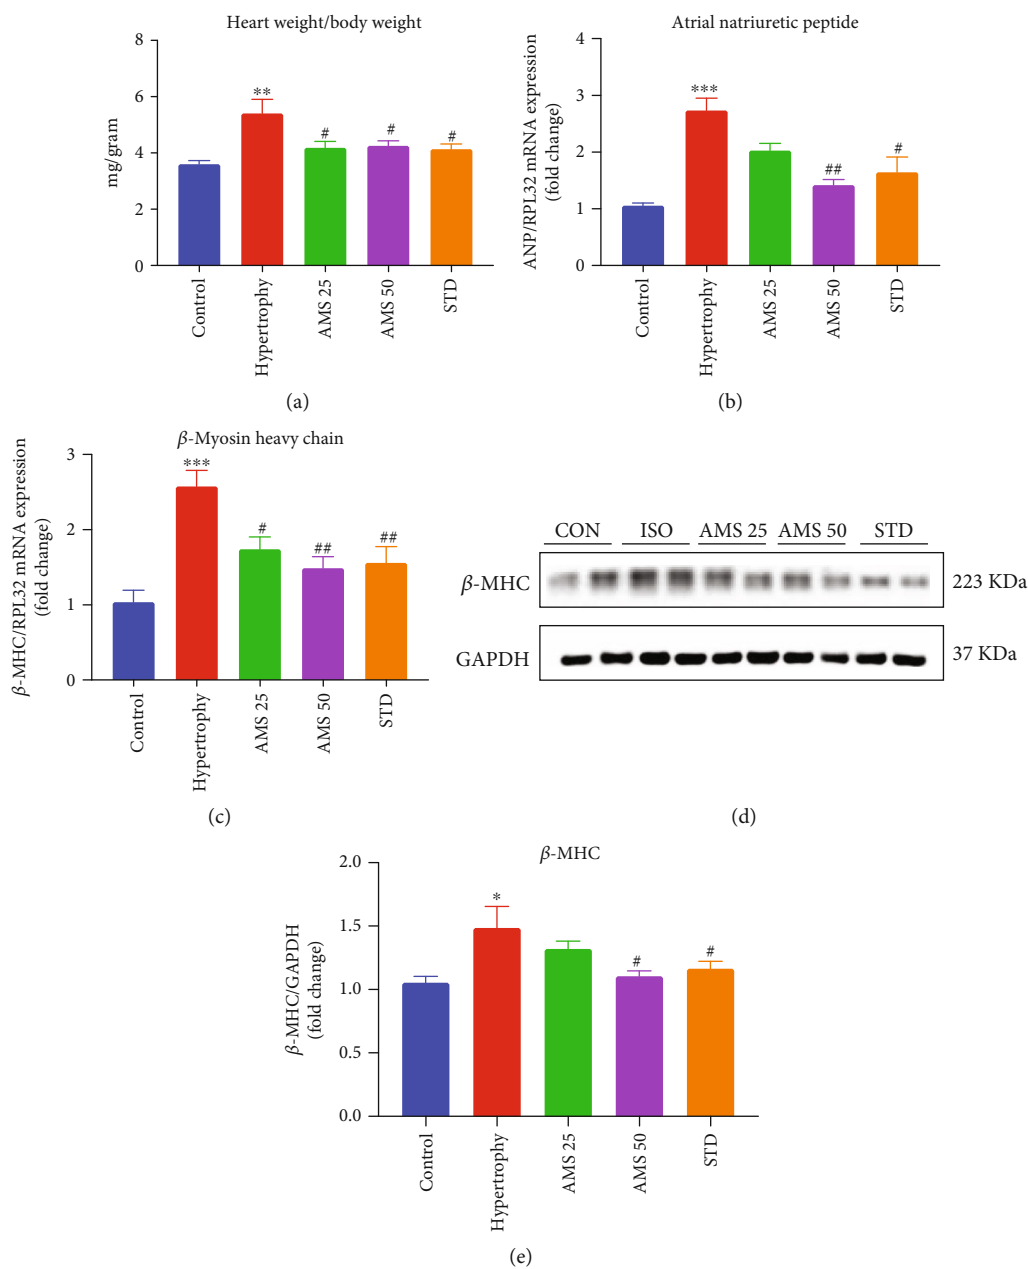 Heart weight/body weight
mg/gram
8
6
4
2
0
**
#
#
#
Control
Hypertrophy
AMS 25
AMS 50
STD
(a)
Atrial natriuretic peptide
ANP/RPL32 mRNA expression
(fold change)
4
3
2
1
0
***
##
#
Control
Hypertrophy
AMS 25
AMS 50
STD
(b)
β-Myosin heavy chain
β-MHC/RPL32 mRNA expression
(fold change)
3
2
1
0
***
#
##
##
Control
Hypertrophy
AMS 25
AMS 50
STD
(c)
CON ISO AMS 25 AMS 50 STD
β-MHC 223 KDa
GAPDH 37 KDa
(d)
β-MHC
β-MHC/GAPDH
(fold change)
2.0
1.5
1.0
0.5
0.0
*
#
#
Control
Hypertrophy
AMS 25
AMS 50
STD
(e)